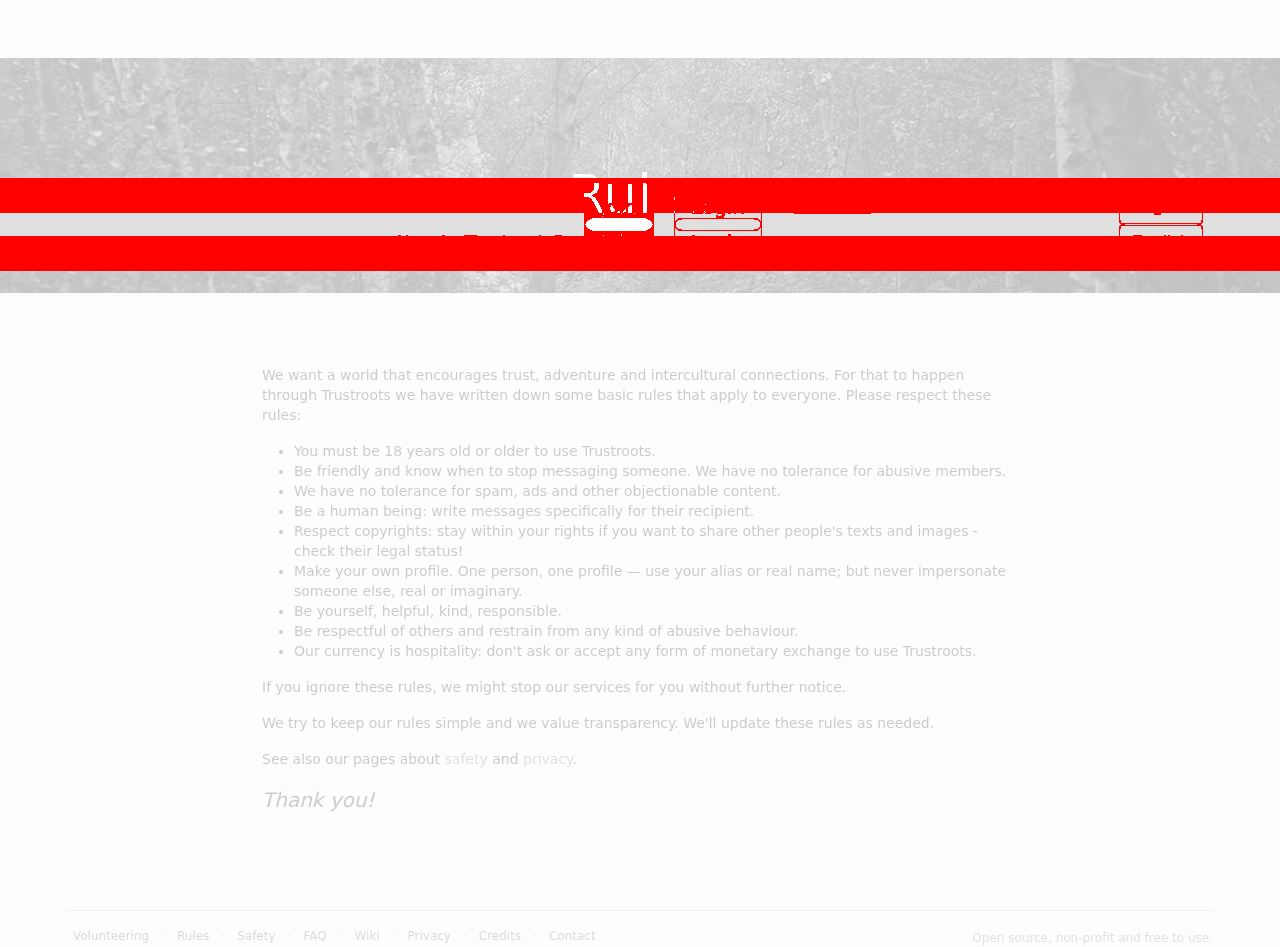 We want a world that encourages trust, adventure and intercultural connections. For that to happen
through Trustroots we have written down some basic rules that apply to everyone. Please respect these
rules:
• You must be 18 years old or older to use Trustroots.
• Be friendly and know when to stop messaging someone. We have no tolerance for abusive members.
• We have no tolerance for spam, ads and other objectionable content.
• Be a human being: write messages specifically for their recipient.
• Respect copyrights: stay within your rights if you want to share other people's texts and images -
check their legal status!
• Make your own profile. One person, one profile — use your alias or real name; but never impersonate
someone else, real or imaginary.
• Be yourself, helpful, kind, responsible.
• Be respectful of others and restrain from any kind of abusive behaviour.
• Our currency is hospitality: don't ask or accept any form of monetary exchange to use Trustroots.
If you ignore these rules, we might stop our services for you without further notice.
We try to keep our rules simple and we value transparency. We'll update these rules as needed.
See also our pages about safety and privacy.
Thank you!
Volunteering · Rules · Safety · FAQ · Wiki · Privacy · Credits · Contact
Open source, non-profit and free to use.